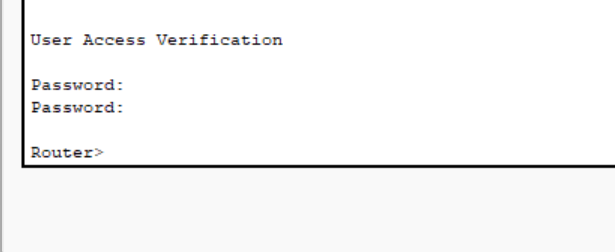 User Access Verification
Password:
Password:
Router>